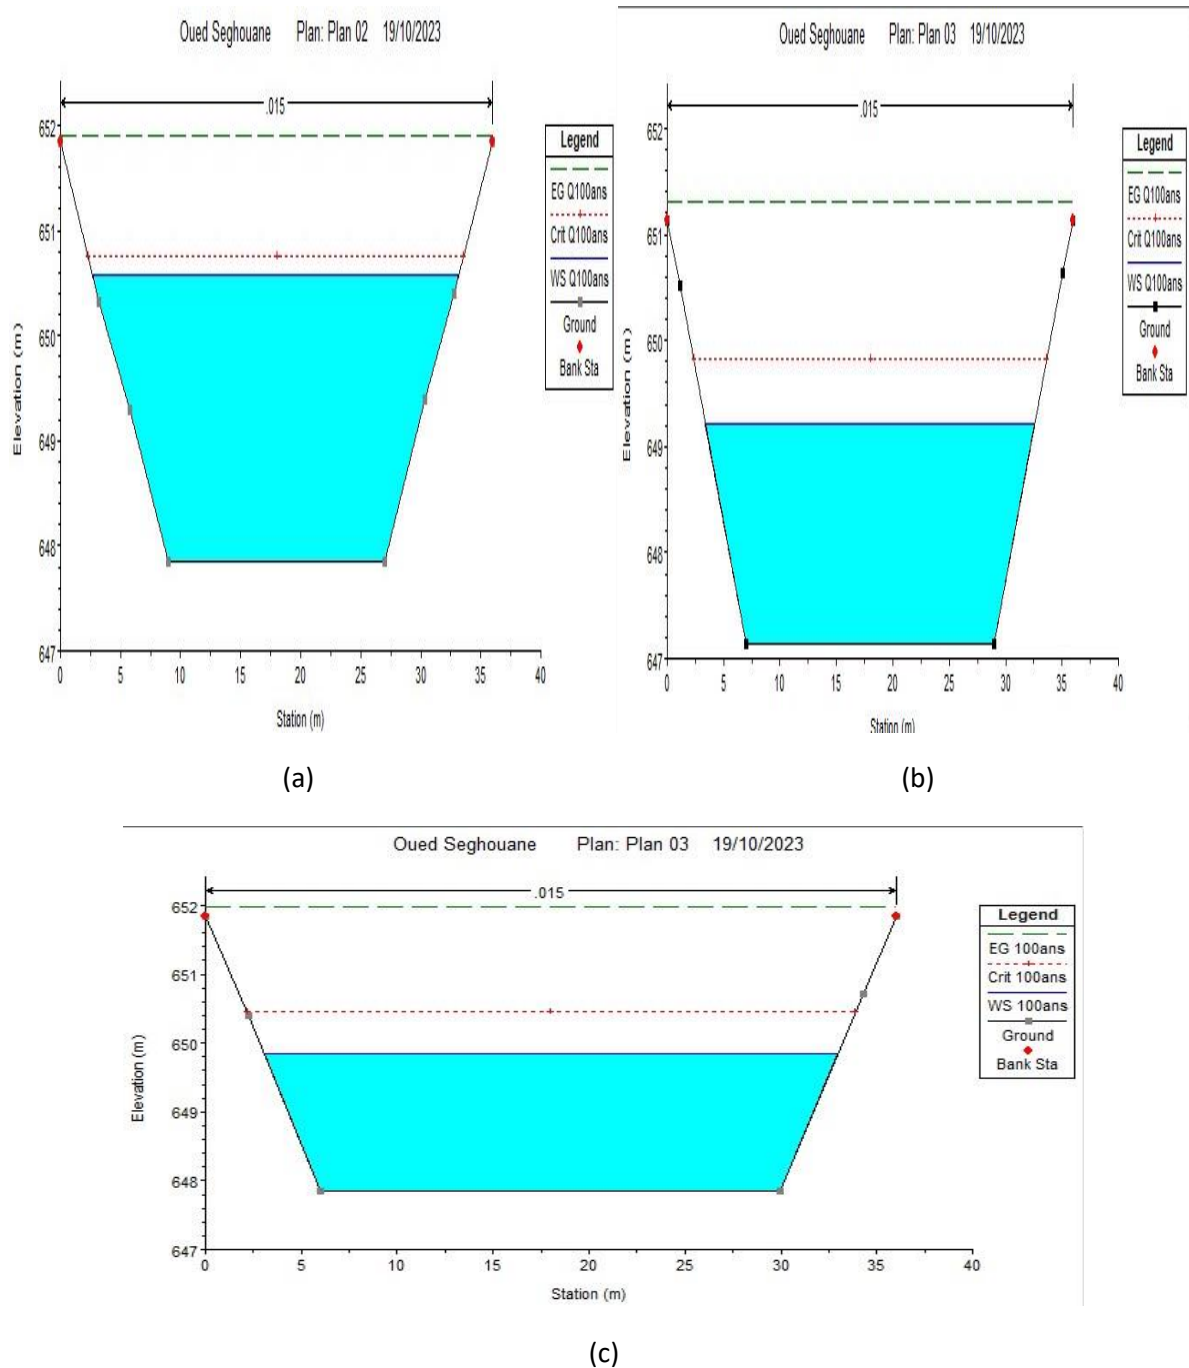 Oued Seghouane Plan: Plan 02 19/10/2023
.015
652
651
650
649
648
647
Elevation (m)
0 5 10 15 20 25 30 35 40
Station (m)
Legend
EG Q100ans
Crit Q100ans
WS Q100ans
Ground
Bank Sta
(a)
Oued Seghouane Plan: Plan 03 19/10/2023
.015
652
651
650
649
648
647
Elevation (m)
0 5 10 15 20 25 30 35 40
Station (m)
Legend
EG Q100ans
Crit Q100ans
WS Q100ans
Ground
Bank Sta
(b)
Oued Seghouane Plan: Plan 03 19/10/2023
.015
652
651
650
649
648
647
Elevation (m)
0 5 10 15 20 25 30 35 40
Station (m)
Legend
EG 100ans
Crit 100ans
WS 100ans
Ground
Bank Sta
(c)